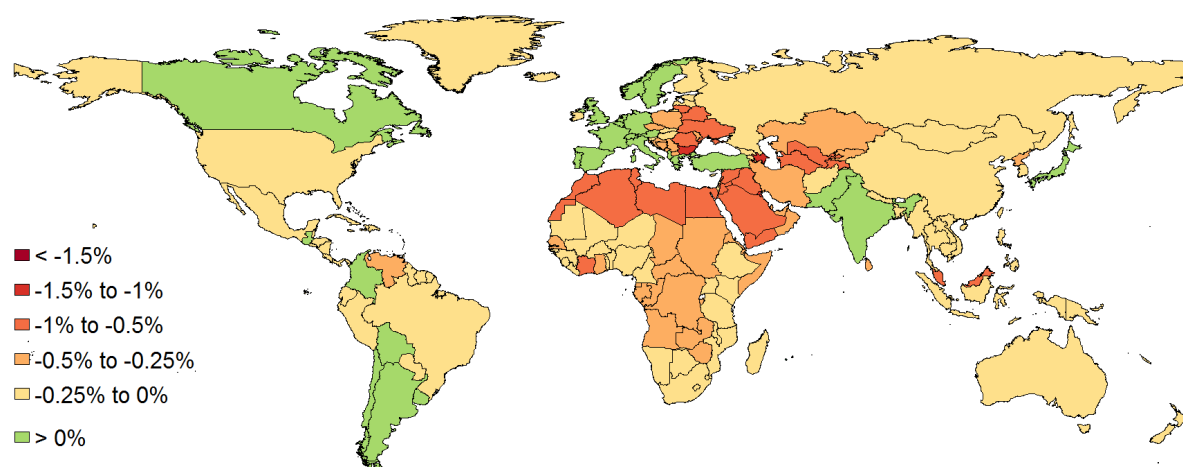 < -1.5%
-1.5% to -1%
-1% to -0.5%
-0.5% to -0.25%
-0.25% to 0%
> 0%